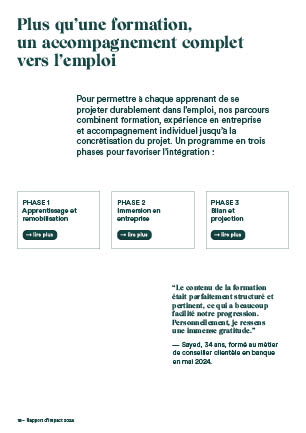 Plus qu'une formation,
un accompagnement complet
vers l'emploi
Pour permettre à chaque apprenant de se
projeter durablement dans l'emploi, nos parcours
combinent formation, expérience en entreprise
et accompagnement individuel jusqu'à la
concrétisation du projet. Un programme en trois
phases pour favoriser l'intégration :
PHASE 1
Apprentissage et
remobilisation
→ lire plus
PHASE 2
Immersion en
entreprise
→ lire plus
PHASE 3
Bilan et
projection
→ lire plus
“Le contenu de la formation
était parfaitement structuré et
pertinent, ce qui a beaucoup
facilité notre progression.
Personnellement, je ressens
une immense gratitude.”
— Sayed, 34 ans, formé au métier
de conseiller clientèle en banque
en mai 2024.
— Rapport d'impact 2024